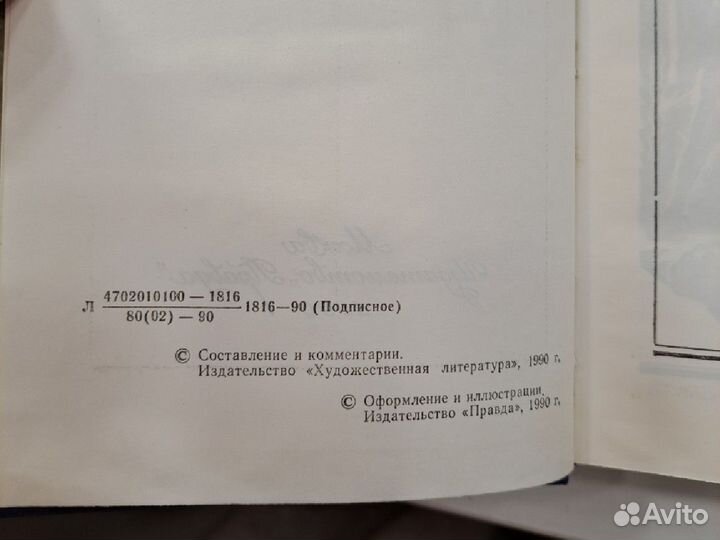 Л 4702010100 — 1816 / 80(02) — 90 1816—90 (Подписное)
© Составление и комментарии.
Издательство «Художественная литература», 1990 г.
© Оформление и иллюстрации.
Издательство «Правда», 1990 г.
Avito